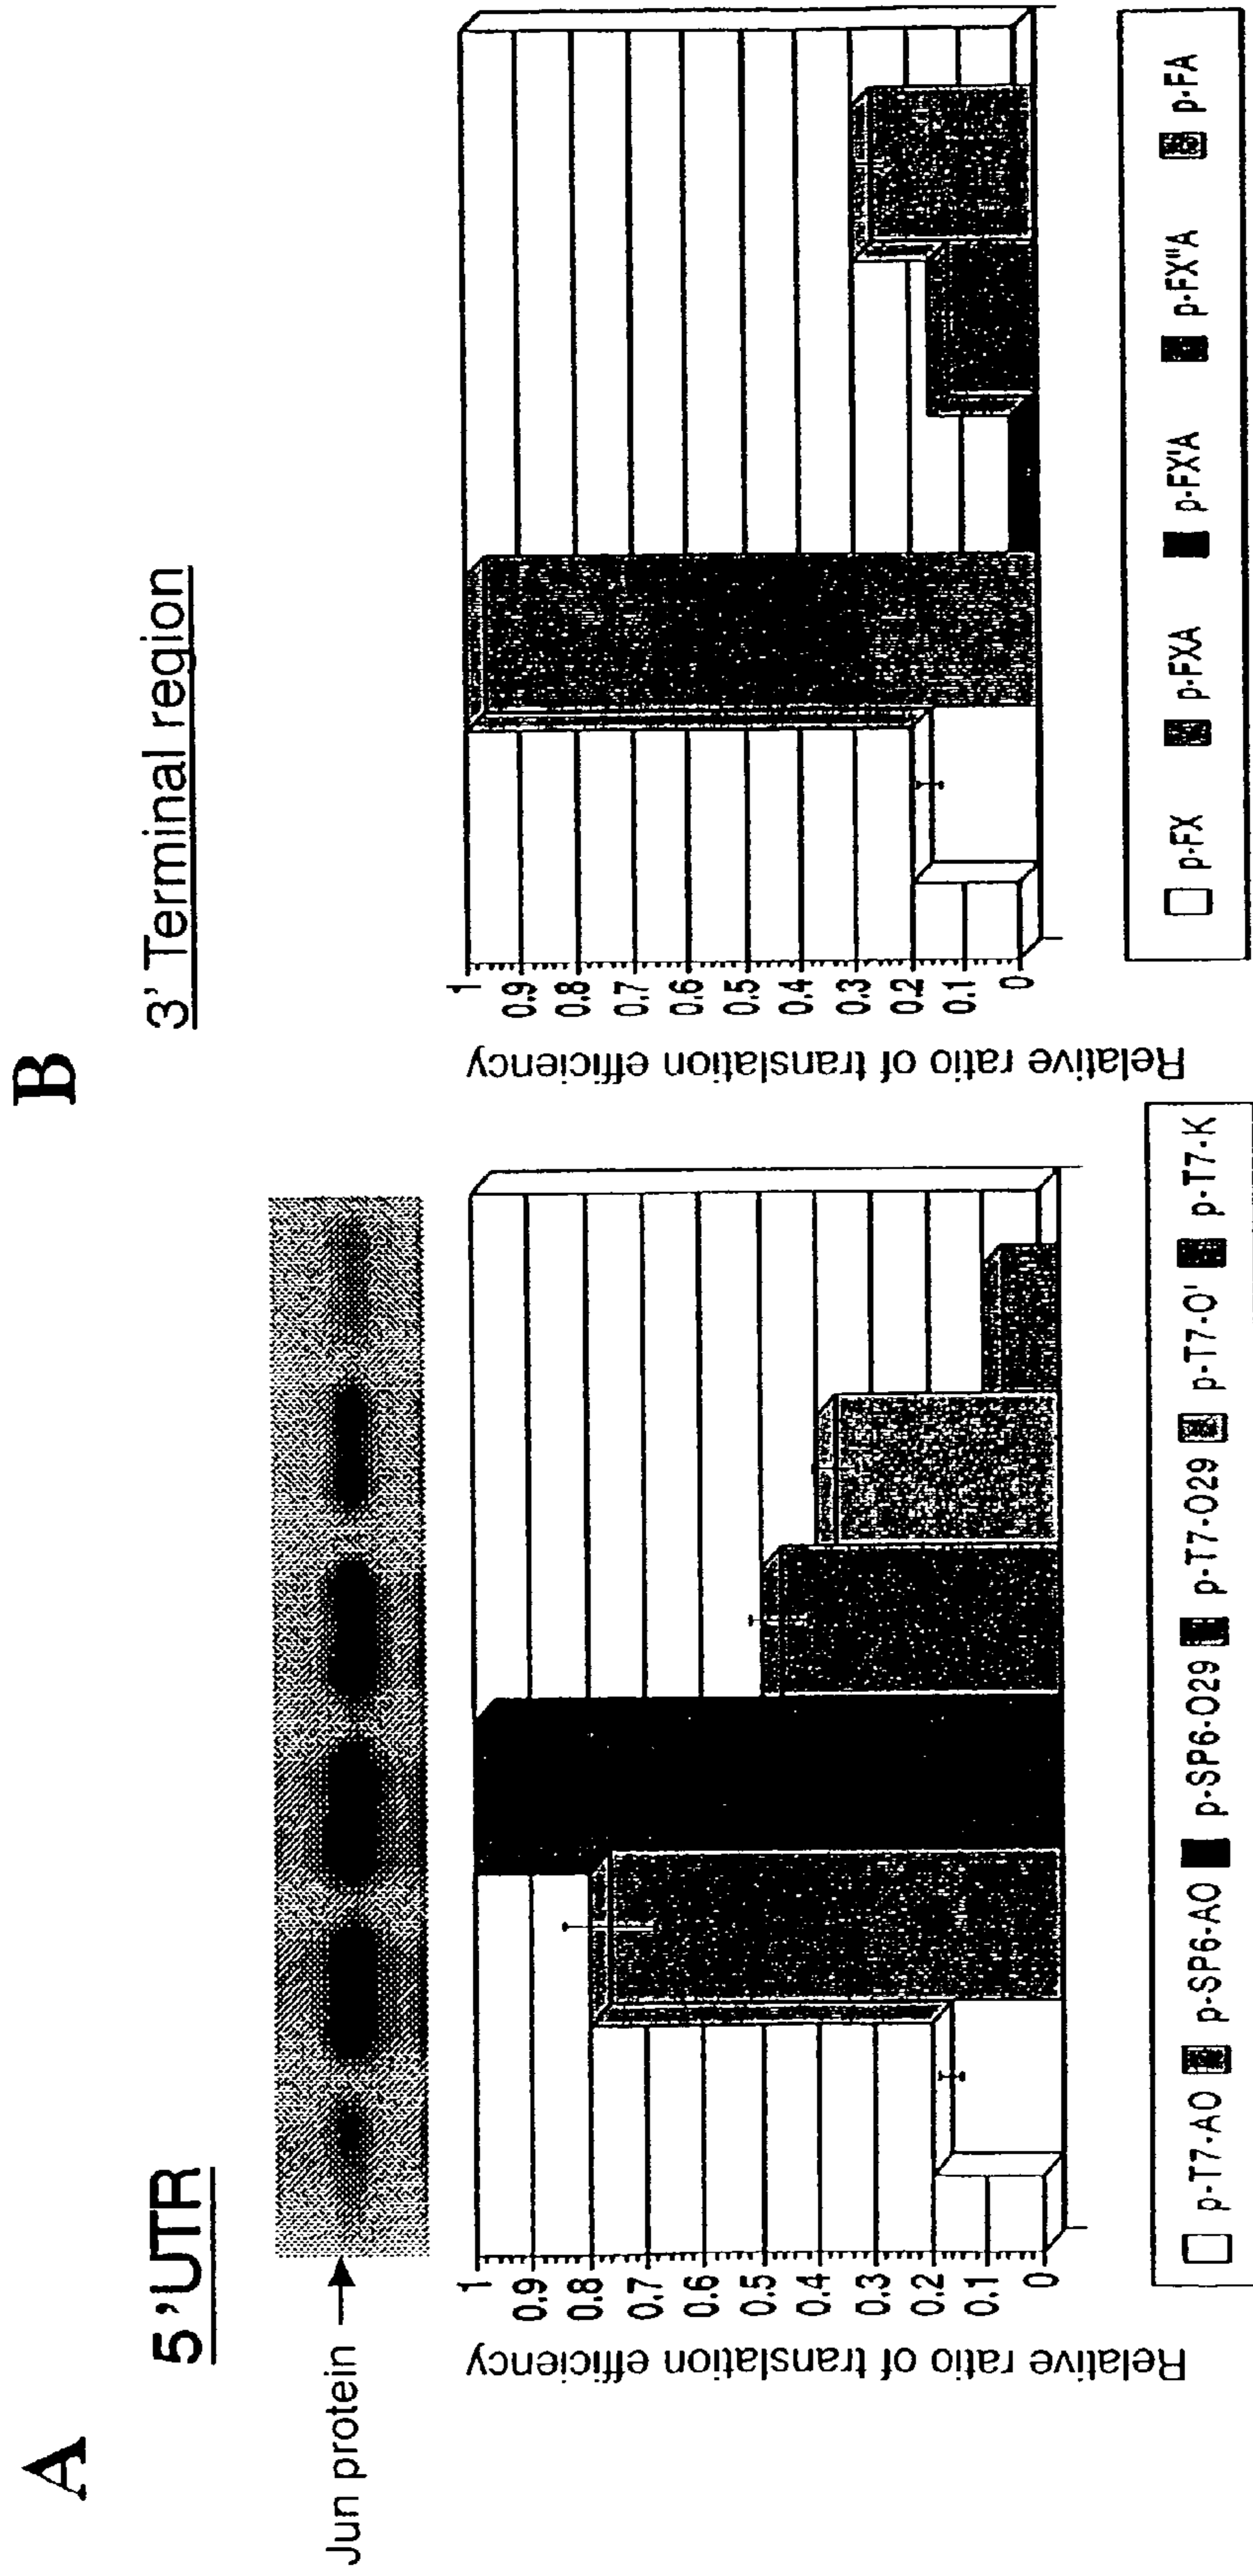 A
5'UTR
Jun protein
Relative ratio of translation efficiency
1
0.9
0.8
0.7
0.6
0.5
0.4
0.3
0.2
0.1
0
p-T7-AO p-SP6-AO p-SP6-O29 p-T7-O29 p-T7-O' p-T7-K
B
3' Terminal region
Relative ratio of translation efficiency
1
0.9
0.8
0.7
0.6
0.5
0.4
0.3
0.2
0.1
0
p-FX p-FXA p-FX'A p-FX"A p-FA